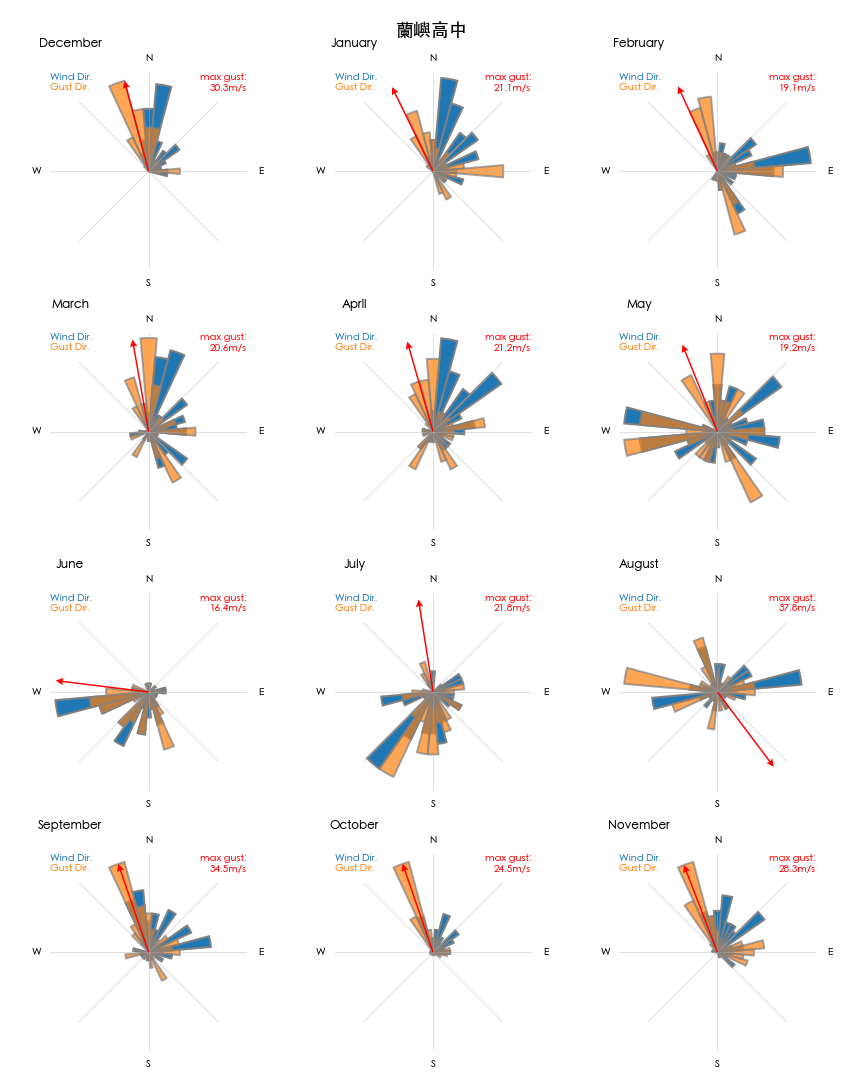 蘭嶼高中
December
N
Wind Dir.
Gust Dir.
max gust:
30.3m/s
W
E
S
January
N
Wind Dir.
Gust Dir.
max gust:
21.1m/s
W
E
S
February
N
Wind Dir.
Gust Dir.
max gust:
19.1m/s
W
E
S
March
N
Wind Dir.
Gust Dir.
max gust:
20.6m/s
W
E
S
April
N
Wind Dir.
Gust Dir.
max gust:
21.2m/s
W
E
S
May
N
Wind Dir.
Gust Dir.
max gust:
19.2m/s
W
E
S
June
N
Wind Dir.
Gust Dir.
max gust:
16.4m/s
W
E
S
July
N
Wind Dir.
Gust Dir.
max gust:
21.8m/s
W
E
S
August
N
Wind Dir.
Gust Dir.
max gust:
37.8m/s
W
E
S
September
N
Wind Dir.
Gust Dir.
max gust:
34.5m/s
W
E
S
October
N
Wind Dir.
Gust Dir.
max gust:
24.5m/s
W
E
S
November
N
Wind Dir.
Gust Dir.
max gust:
28.3m/s
W
E
S